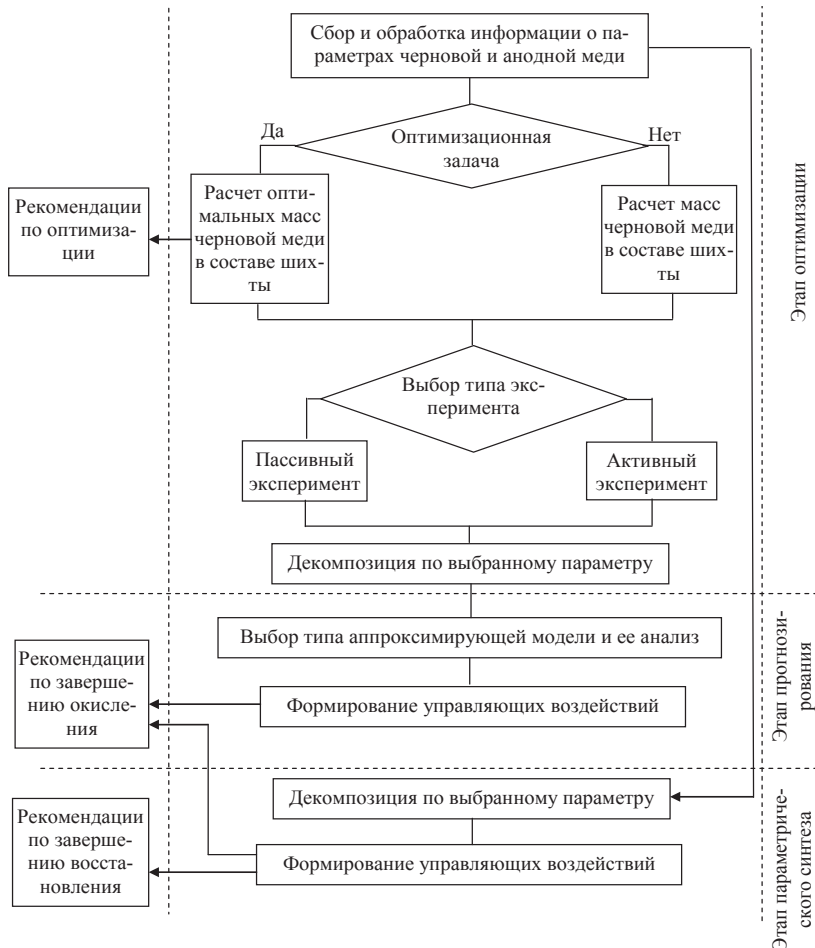 Сбор и обработка информации о па-
раметрах черновой и анодной меди
Да
Оптимизационная
задача
Нет
Рекомендации
по оптимиза-
ции
Расчет опти-
мальных масс
черновой меди
в составе ших-
ты
Расчет масс
черновой меди
в составе ших-
ты
Этап оптимизации
Выбор типа экс-
перимента
Пассивный
эксперимент
Активный
эксперимент
Декомпозиция по выбранному параметру
Выбор типа аппроксимирующей модели и ее анализ
Рекомендации
по завершению
нию окисле-
ния
Формирование управляющих воздействий
Этап прогнози-
рования
Декомпозиция по выбранному параметру
Рекомендации
по заверше-
нию восста-
новления
Формирование управляющих воздействий
Этап параметриче-
ского синтеза